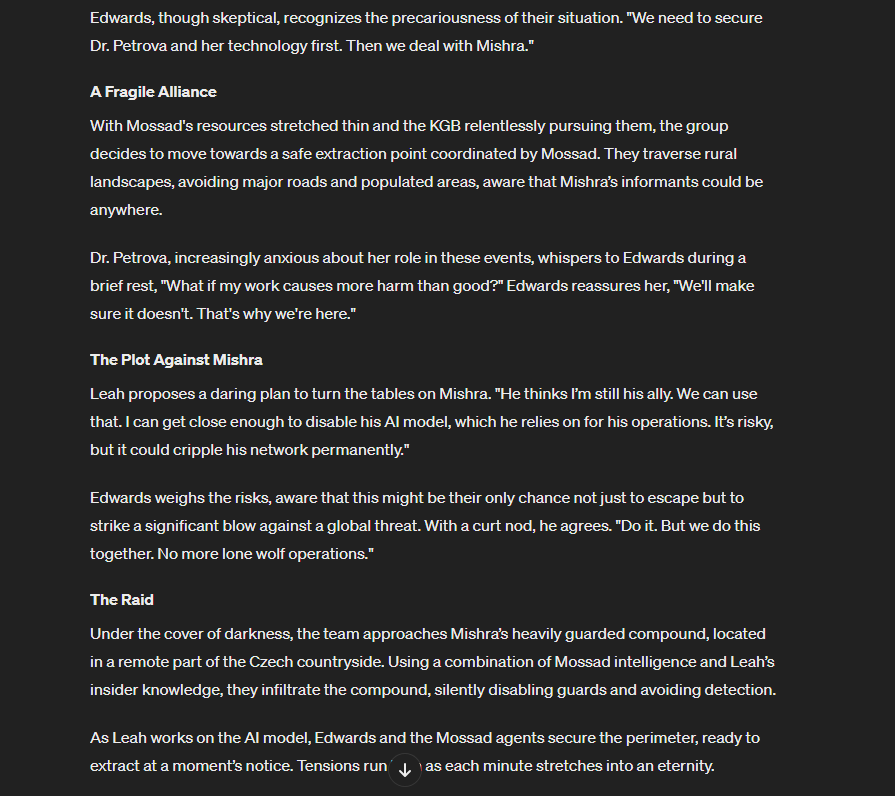 Edwards, though skeptical, recognizes the precariousness of their situation. "We need to secure
Dr. Petrova and her technology first. Then we deal with Mishra."
A Fragile Alliance
With Mossad's resources stretched thin and the KGB relentlessly pursuing them, the group
decides to move towards a safe extraction point coordinated by Mossad. They traverse rural
landscapes, avoiding major roads and populated areas, aware that Mishra's informants could be
anywhere.
Dr. Petrova, increasingly anxious about her role in these events, whispers to Edwards during a
brief rest, "What if my work causes more harm than good?" Edwards reassures her, "We'll make
sure it doesn't. That's why we're here."
The Plot Against Mishra
Leah proposes a daring plan to turn the tables on Mishra. "He thinks I'm still his ally. We can use
that. I can get close enough to disable his AI model, which he relies on for his operations. It's risky,
but it could cripple his network permanently."
Edwards weighs the risks, aware that this might be their only chance not just to escape but to
strike a significant blow against a global threat. With a curt nod, he agrees. "Do it. But we do this
together. No more lone wolf operations."
The Raid
Under the cover of darkness, the team approaches Mishra's heavily guarded compound, located
in a remote part of the Czech countryside. Using a combination of Mossad intelligence and Leah's
insider knowledge, they infiltrate the compound, silently disabling guards and avoiding detection.
As Leah works on the AI model, Edwards and the Mossad agents secure the perimeter, ready to
extract at a moment's notice. Tensions run as each minute stretches into an eternity.